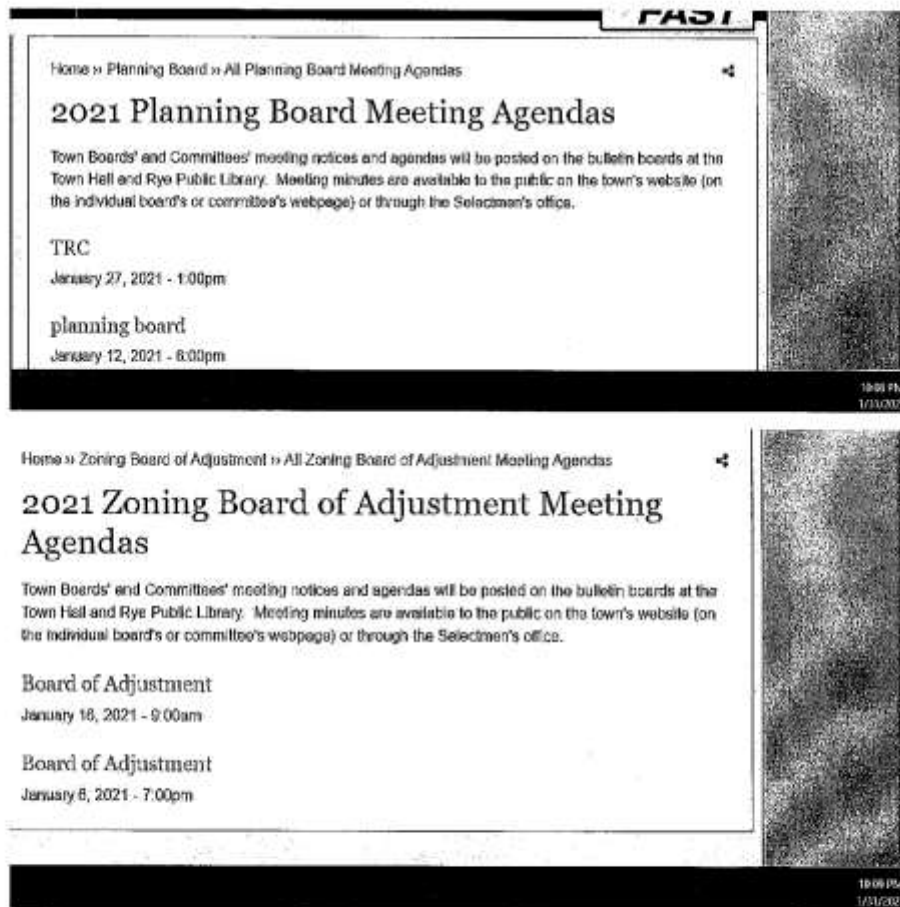 FAST
Home » Planning Board » All Planning Board Meeting Agendas
2021 Planning Board Meeting Agendas
Town Boards' and Committees' meeting notices and agendas will be posted on the bulletin boards at the
Town Hall and Rye Public Library. Meeting minutes are available to the public on the town's website (on
the individual board's or committee's webpage) or through the Selectmen's office.
TRC
January 27, 2021 - 1:00pm
planning board
January 12, 2021 - 6:00pm
Home » Zoning Board of Adjustment » All Zoning Board of Adjustment Meeting Agendas
2021 Zoning Board of Adjustment Meeting
Agendas
Town Boards' and Committees' meeting notices and agendas will be posted on the bulletin boards at the
Town Hall and Rye Public Library. Meeting minutes are available to the public on the town's website (on
the individual board's or committee's webpage) or through the Selectmen's office.
Board of Adjustment
January 16, 2021 - 9:00am
Board of Adjustment
January 6, 2021 - 7:00pm